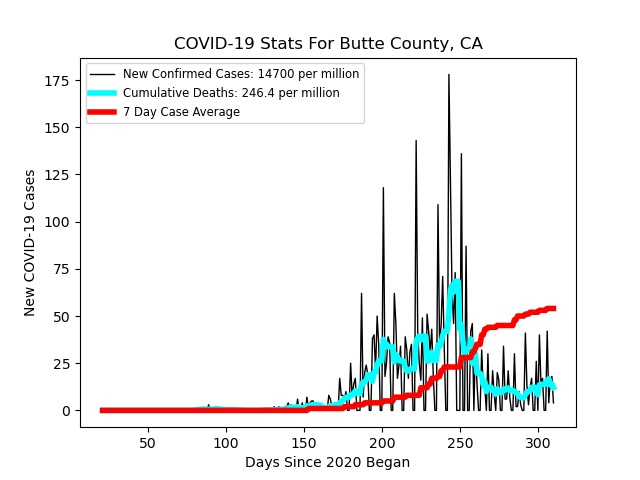 COVID-19 Stats For Butte County, CA
New Confirmed Cases: 14700 per million
Cumulative Deaths: 246.4 per million
7 Day Case Average
175
150
125
100
75
50
25
0
New COVID-19 Cases
50 100 150 200 250 300
Days Since 2020 Began